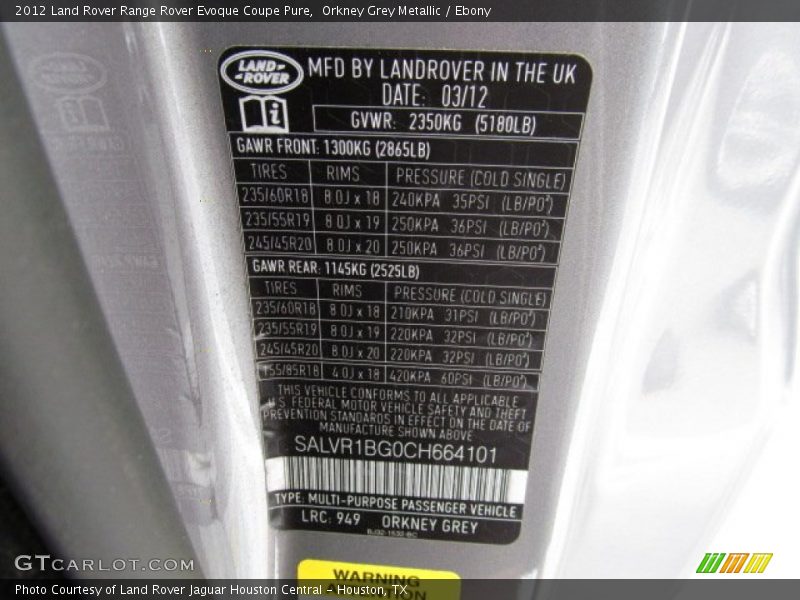 2012 Land Rover Range Rover Evoque Coupe Pure,  Orkney Grey Metallic / Ebony
LAND-ROVER
MFD BY LANDROVER IN THE UK
DATE: 03/12
i
GVWR: 2350KG (5180LB)
GAWR FRONT: 1300KG (2865LB)
TIRES RIMS PRESSURE (COLD SINGLE)
235/60R18 8.0J x 18 240KPA 35PSI (LB/PO²)
235/55R19 8.0J x 19 250KPA 36PSI (LB/PO²)
245/45R20 8.0J x 20 250KPA 36PSI (LB/PO²)
GAWR REAR: 1145KG (2525LB)
TIRES RIMS PRESSURE (COLD SINGLE)
235/60R18 8.0J x 18 210KPA 31PSI (LB/PO²)
235/55R19 8.0J x 19 220KPA 32PSI (LB/PO²)
245/45R20 8.0J x 20 220KPA 32PSI (LB/PO²)
155/85R18 4.0J x 18 420KPA 60PSI (LB/PO²)
THIS VEHICLE CONFORMS TO ALL APPLICABLE
U.S. FEDERAL MOTOR VEHICLE SAFETY AND THEFT
PREVENTION STANDARDS IN EFFECT ON THE DATE OF
MANUFACTURE SHOWN ABOVE
SALVR1BG0CH664101
TYPE: MULTI-PURPOSE PASSENGER VEHICLE
LRC: 949 ORKNEY GREY
BJ32-1532-BC
WARNING
GTCARLOT.COM
Photo Courtesy of Land Rover Jaguar Houston Central – Houston, TX